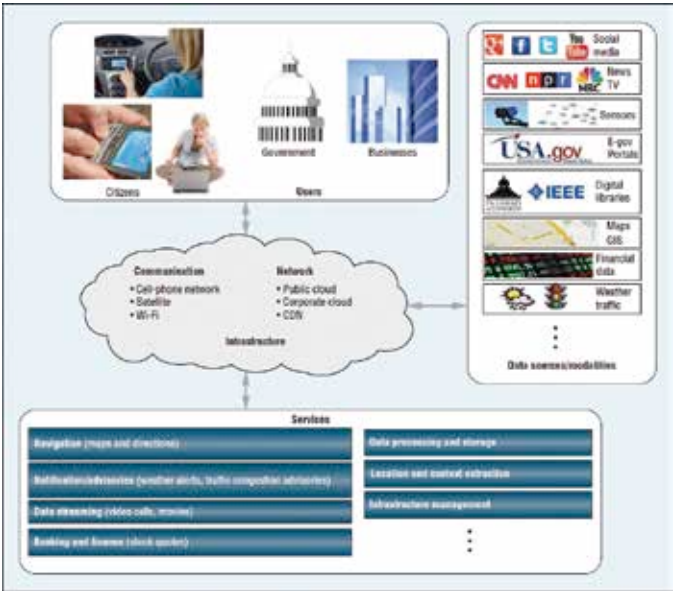 Citizens
Government
Businesses
Users
You
Tube
Social
media
CNN
npr
NBC
News
TV
Sensors
USA.gov
E-gov
Portals
IEEE
Digital
libraries
Maps
GIS
Financial
data
Weather
traffic
Data sources/modalities
Communication
• Cell-phone network
• Satellite
• Wi-Fi
Network
• Public cloud
• Corporate cloud
• CDN
Infrastructure
Services
Navigation (maps and directions)
Notification/advisories (weather alerts, traffic congestion advisories)
Data streaming (video calls, movies)
Banking and finance (stock quotes)
Data processing and storage
Location and context extraction
Infrastructure management